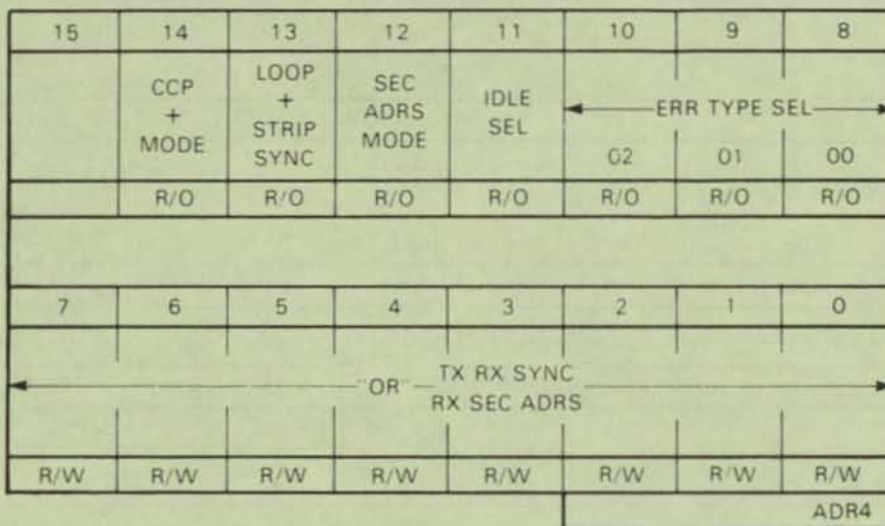 15 14 13 12 11 10 9 8
CCP + MODE
LOOP + STRIP SYNC
SEC ADRS MODE
IDLE SEL
ERR TYPE SEL
02 01 00
R/O R/O R/O R/O R/O R/O R/O
7 6 5 4 3 2 1 0
"OR" TX RX SYNC
RX SEC ADRS
R/W R/W R/W R/W R/W R/W R/W R/W
ADR4